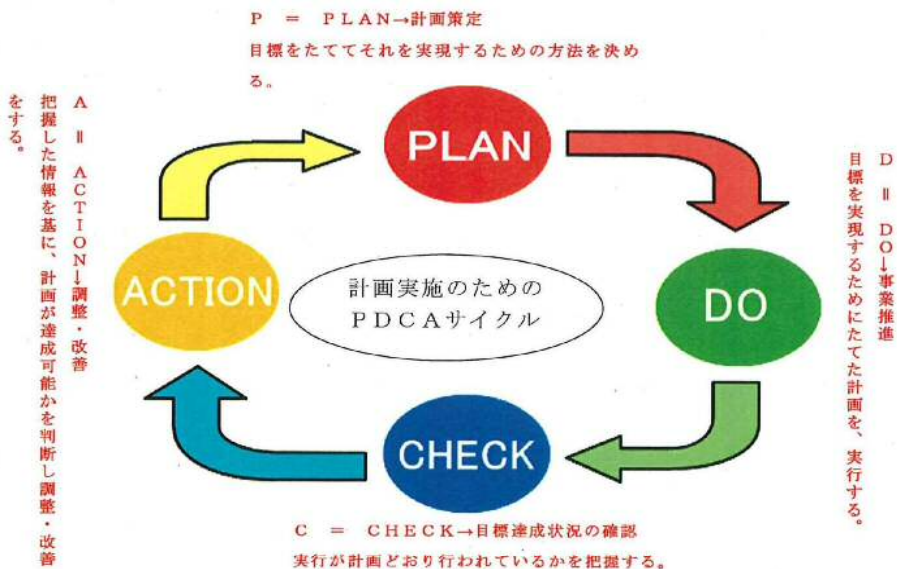 P ＝ PLAN→計画策定
目標をたててそれを実現するための方法を決め
る。
PLAN
D ＝ DO→事業推進
目標を実現するためにたてた計画を、実行する。
DO
計画実施のための
PDCAサイクル
CHECK
C ＝ CHECK→目標達成状況の確認
実行が計画どおり行われているかを把握する。
ACTION
A ＝ ACTION→調整・改善
把握した情報を基に、計画が達成可能かを判断し調整・改善
をする。